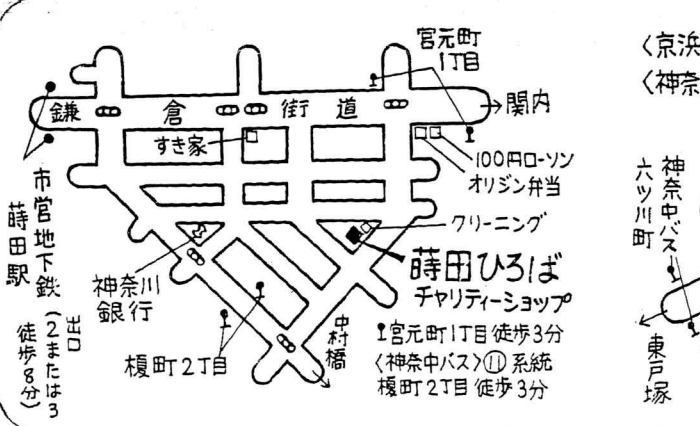 宮元町
1丁目
鎌倉街道
関内
すき家
100円ローソン
オリジン弁当
クリーニング
市営地下鉄
蒔田駅
出口
(2または3
徒歩8分)
神奈川
銀行
榎町2丁目
中村橋
蒔田ひろば
チャリティーショップ
宮元町1丁目徒歩3分
〈神奈中バス〉⑪系統
榎町2丁目徒歩3分
〈京浜
〈神奈
神奈中バス
六ツ川町
東戸塚